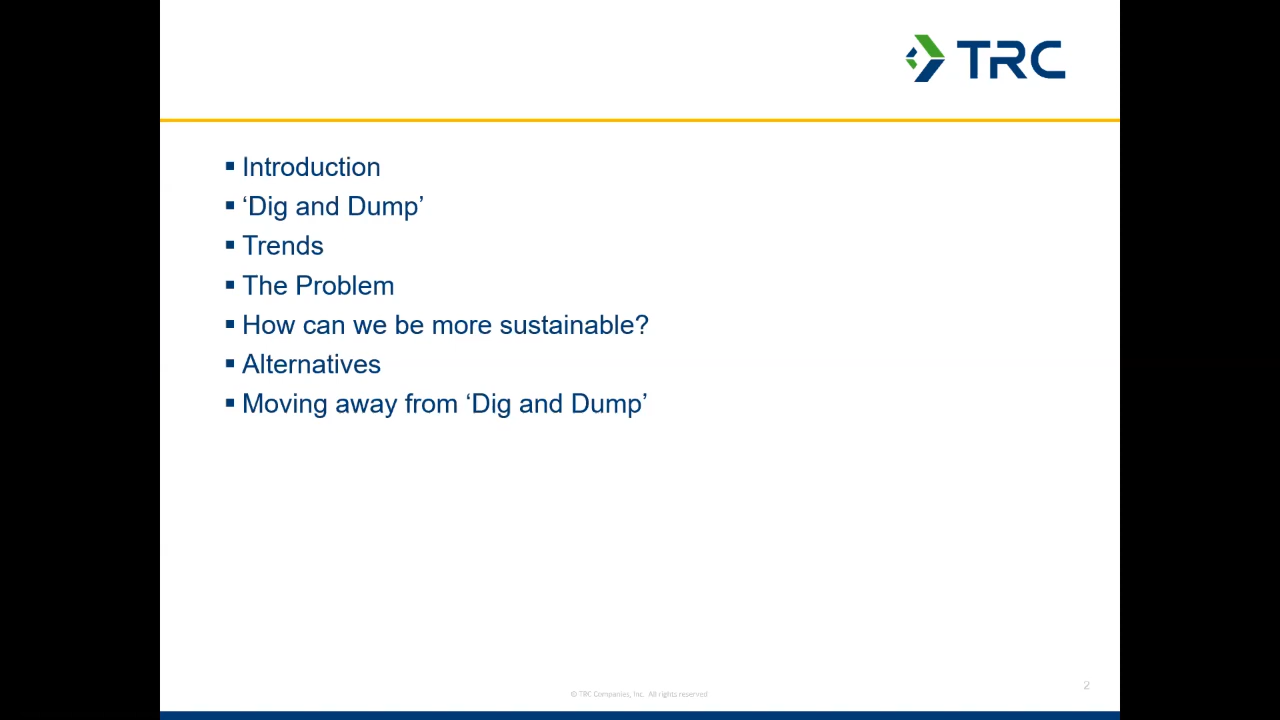 TRC
▪ Introduction
▪ ‘Dig and Dump’
▪ Trends
▪ The Problem
▪ How can we be more sustainable?
▪ Alternatives
▪ Moving away from ‘Dig and Dump’
2
© TRC Companies, Inc. All rights reserved